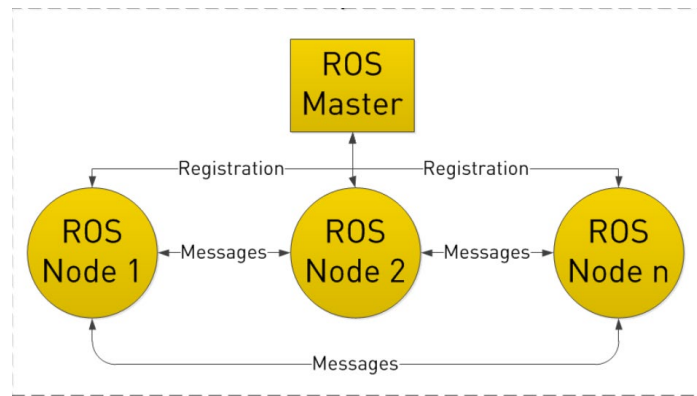 ROS
Master
Registration
Registration
ROS
Node 1
Messages
ROS
Node 2
Messages
ROS
Node n
Messages